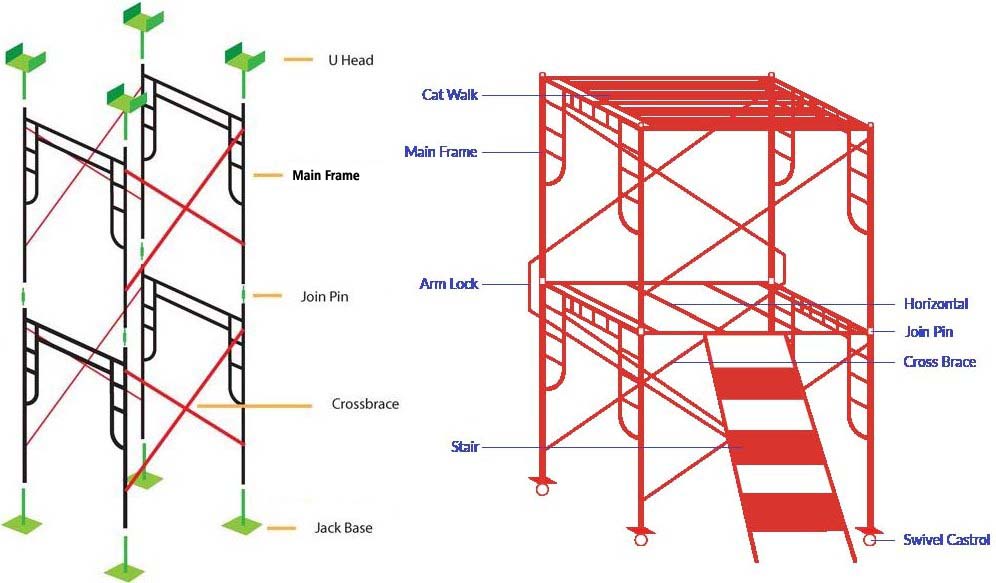 U Head
Main Frame
Join Pin
Crossbrace
Jack Base
Cat Walk
Main Frame
Arm Lock
Stair
Horizontal
Join Pin
Cross Brace
Swivel Castrol